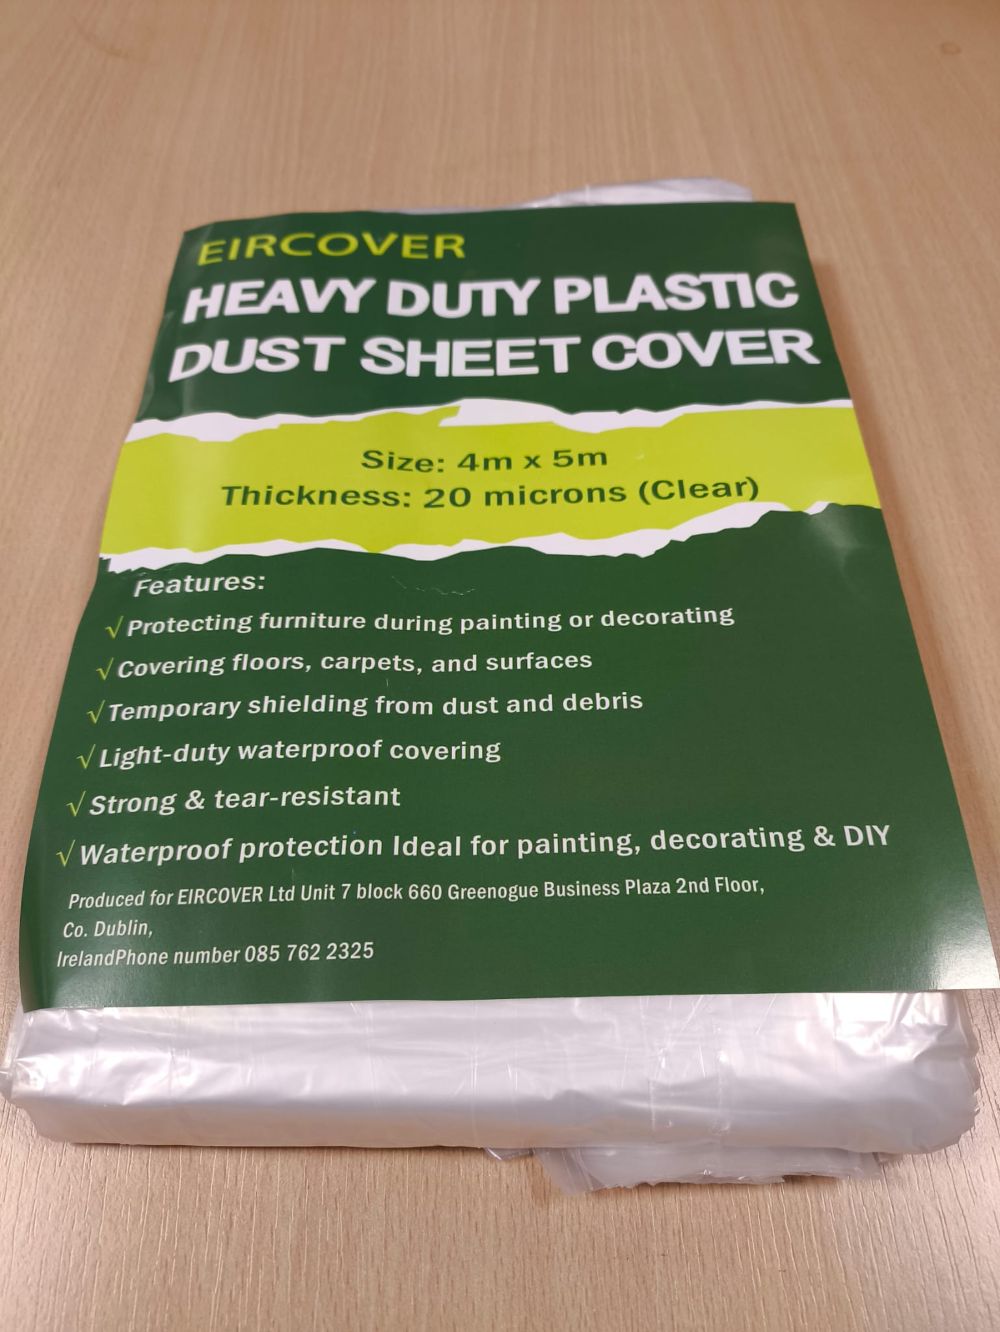 EIRCOVER
HEAVY DUTY PLASTIC
DUST SHEET COVER
Size: 4m x 5m
Thickness: 20 microns (Clear)
Features:
√ Protecting furniture during painting or decorating
√ Covering floors, carpets, and surfaces
√ Temporary shielding from dust and debris
√ Light-duty waterproof covering
√ Strong & tear-resistant
√ Waterproof protection Ideal for painting, decorating & DIY
Produced for EIRCOVER Ltd Unit 7 block 660 Greenogue Business Plaza 2nd Floor,
Co. Dublin,
IrelandPhone number 085 762 2325